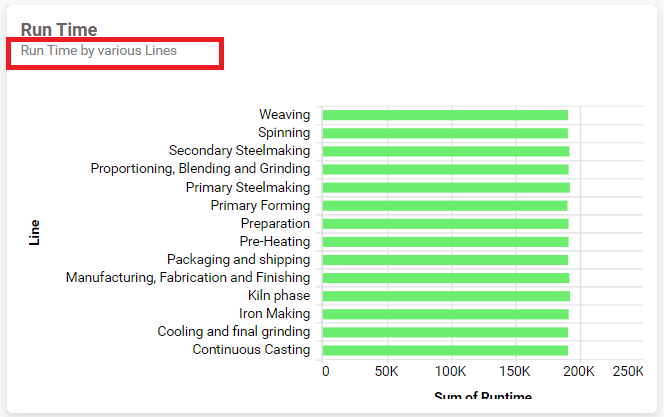 Run Time
Run Time by various Lines
Line
Weaving
Spinning
Secondary Steelmaking
Proportioning, Blending and Grinding
Primary Steelmaking
Primary Forming
Preparation
Pre-Heating
Packaging and shipping
Manufacturing, Fabrication and Finishing
Kiln phase
Iron Making
Cooling and final grinding
Continuous Casting
0 50K 100K 150K 200K 250K
Sum of Runtime